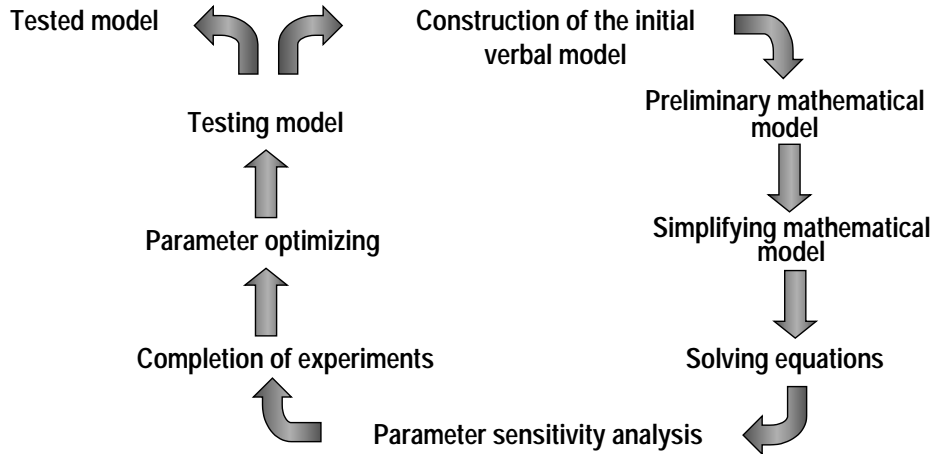 Tested model
Construction of the initial
verbal model
Preliminary mathematical
model
Testing model
Simplifying mathematical
model
Parameter optimizing
Completion of experiments
Solving equations
Parameter sensitivity analysis